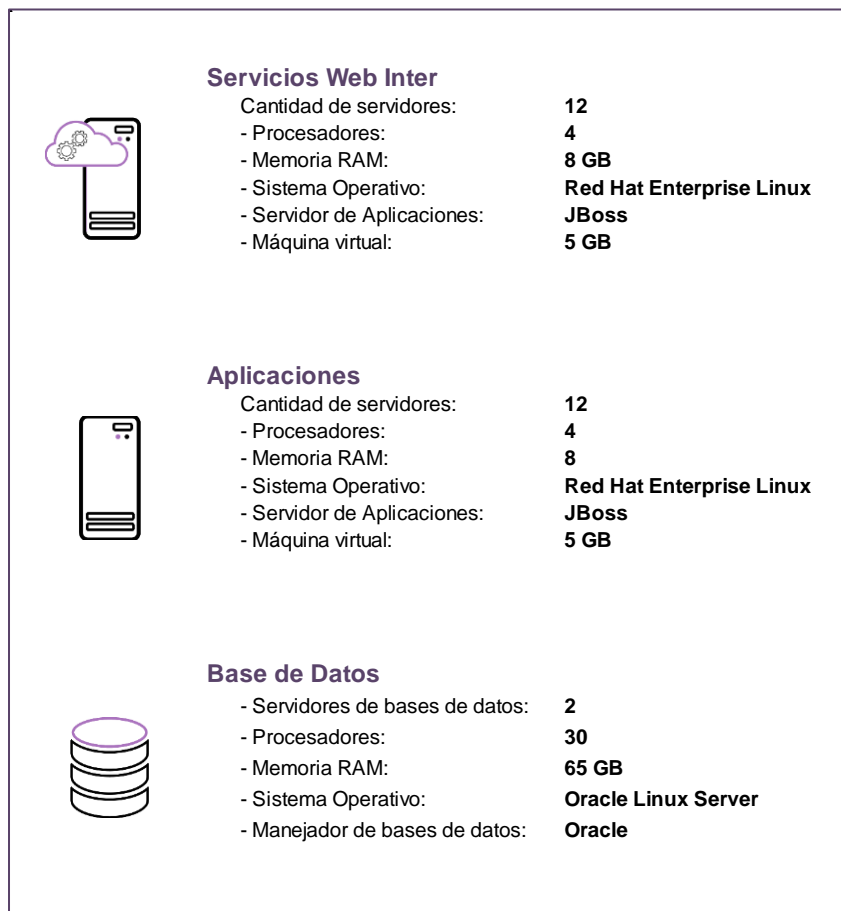 Servicios Web Inter
Cantidad de servidores: 12
- Procesadores: 4
- Memoria RAM: 8 GB
- Sistema Operativo: Red Hat Enterprise Linux
- Servidor de Aplicaciones: JBoss
- Máquina virtual: 5 GB
Aplicaciones
Cantidad de servidores: 12
- Procesadores: 4
- Memoria RAM: 8
- Sistema Operativo: Red Hat Enterprise Linux
- Servidor de Aplicaciones: JBoss
- Máquina virtual: 5 GB
Base de Datos
- Servidores de bases de datos: 2
- Procesadores: 30
- Memoria RAM: 65 GB
- Sistema Operativo: Oracle Linux Server
- Manejador de bases de datos: Oracle